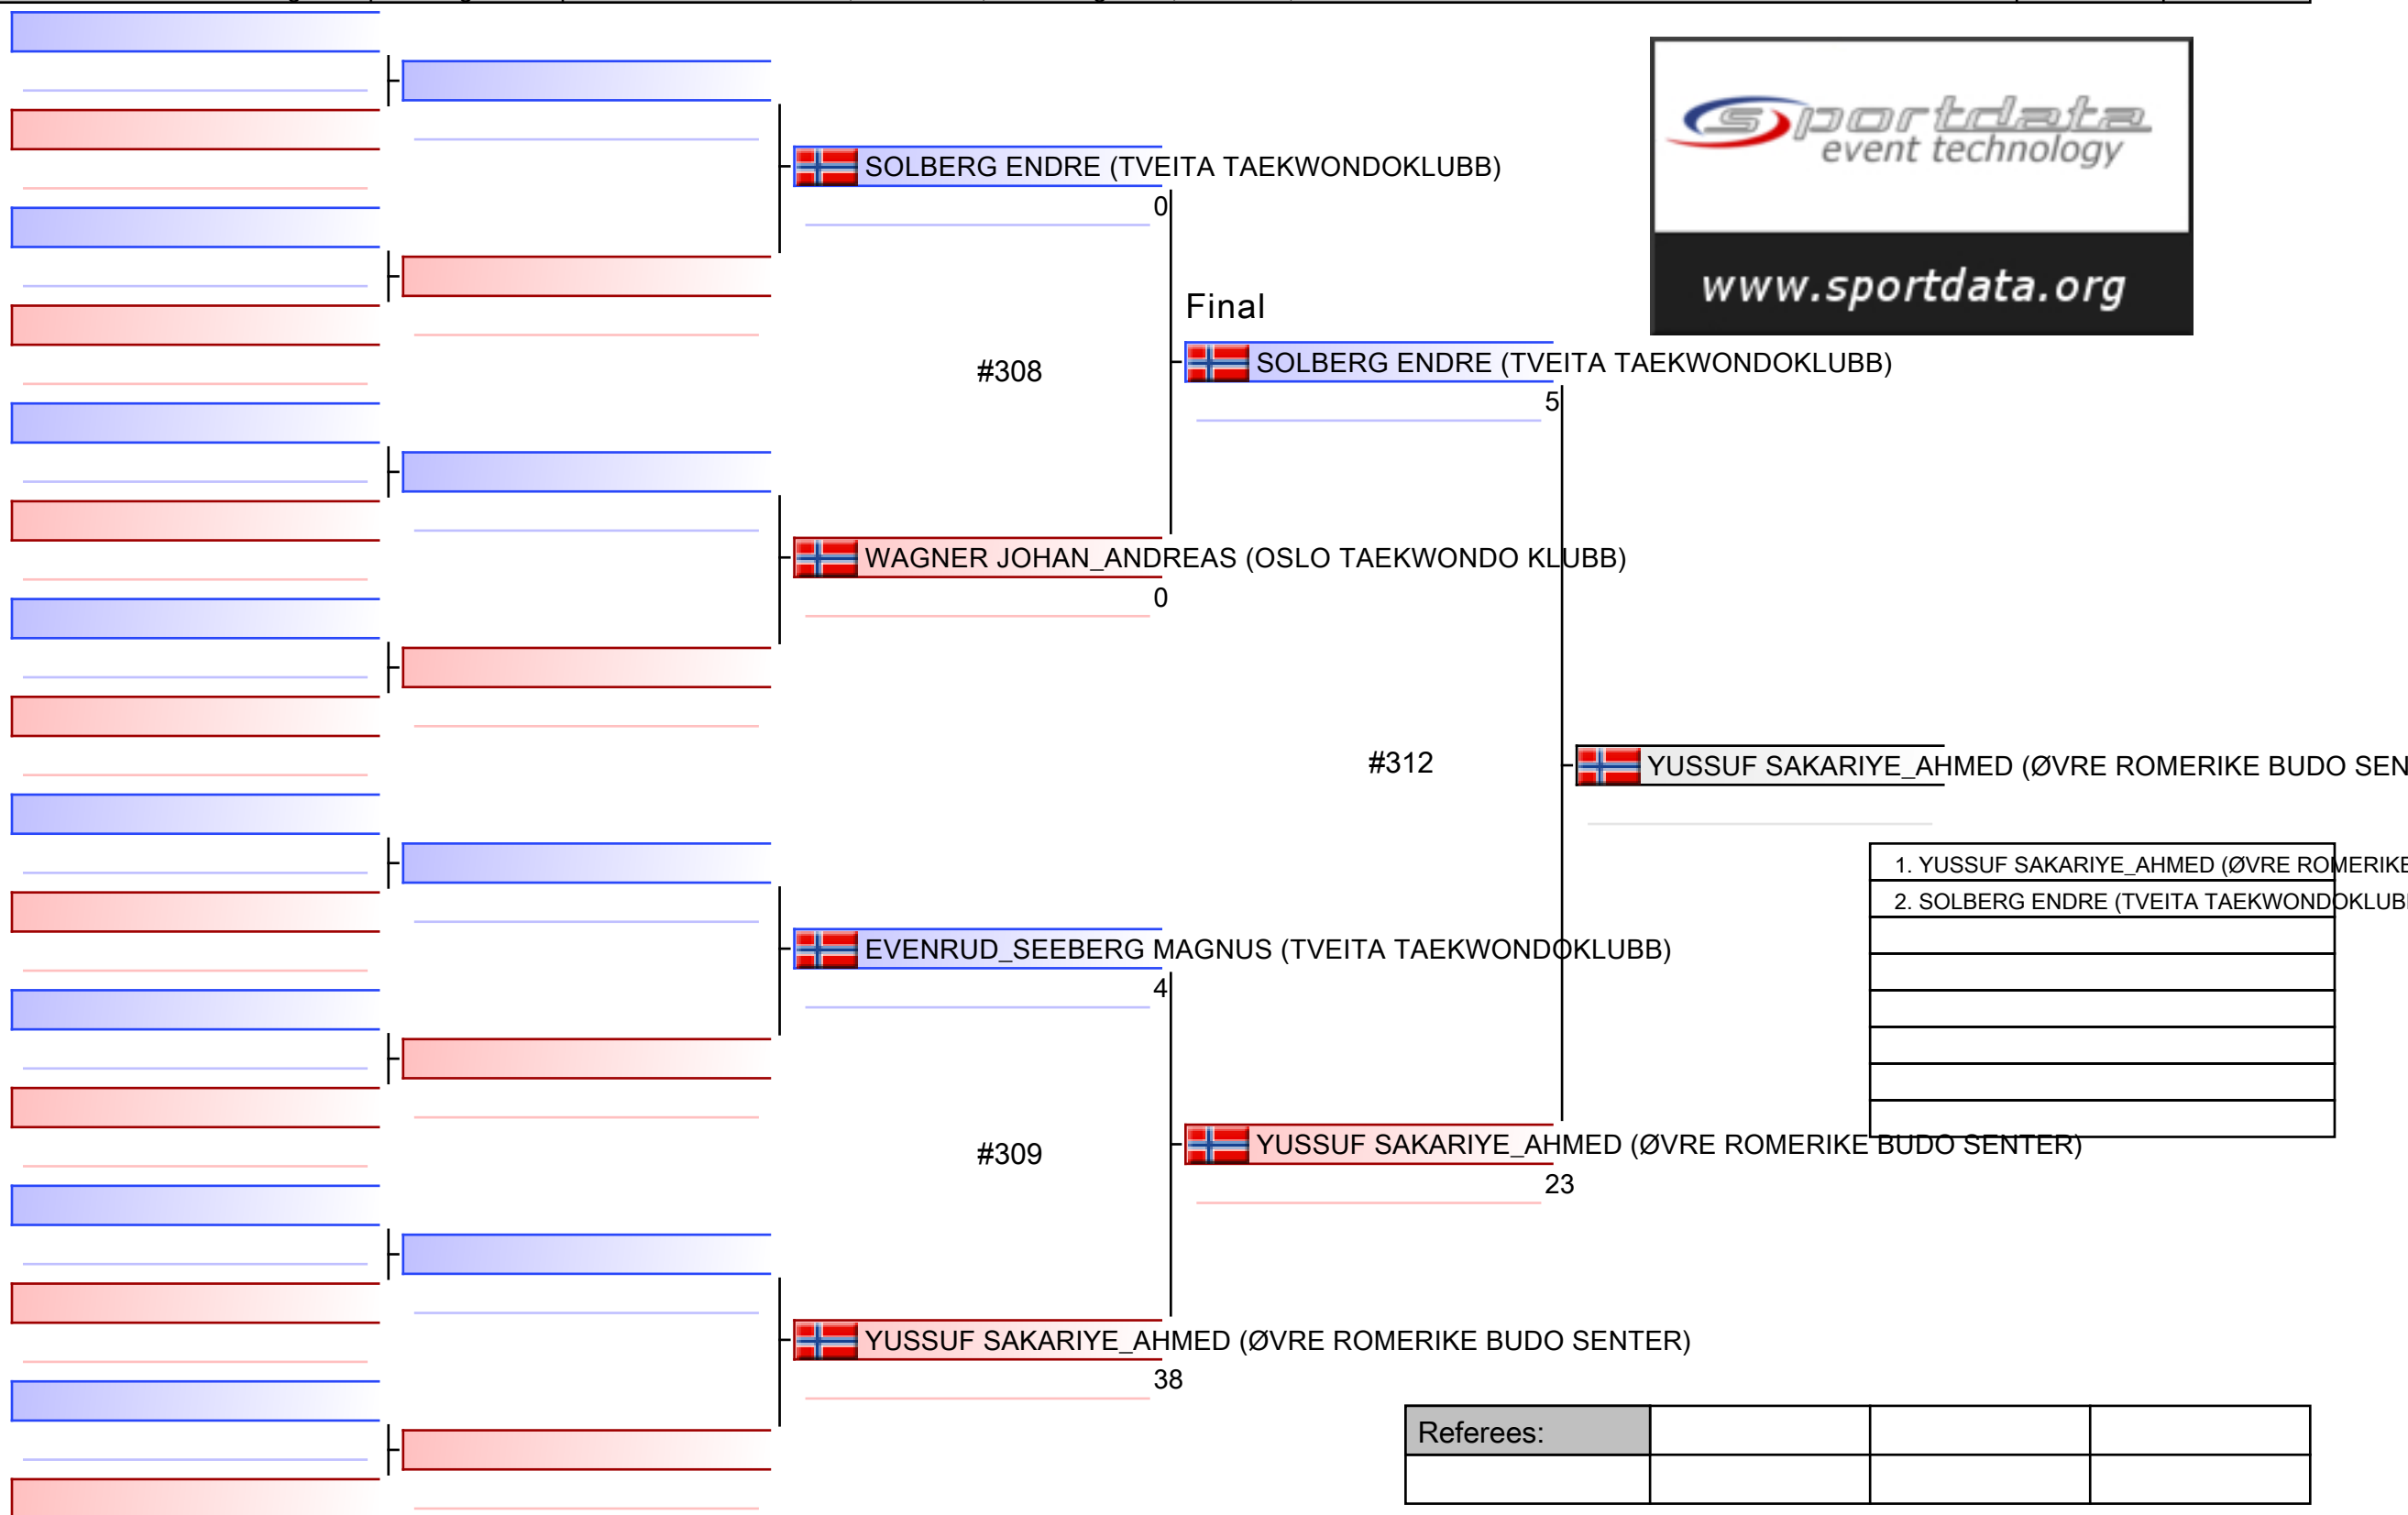 sportdata
event technology
www.sportdata.org
SOLBERG ENDRE (TVEITA TAEKWONDOKLUBB)
0
Final
#308
SOLBERG ENDRE (TVEITA TAEKWONDOKLUBB)
5
WAGNER JOHAN_ANDREAS (OSLO TAEKWONDO KLUBB)
0
#312
YUSSUF SAKARIYE_AHMED (ØVRE ROMERIKE BUDO SEN
1. YUSSUF SAKARIYE_AHMED (ØVRE ROMERIKE
2. SOLBERG ENDRE (TVEITA TAEKWONDOKLUB
EVENRUD_SEEBERG MAGNUS (TVEITA TAEKWONDOKLUBB)
4
#309
YUSSUF SAKARIYE_AHMED (ØVRE ROMERIKE BUDO SENTER)
23
YUSSUF SAKARIYE_AHMED (ØVRE ROMERIKE BUDO SENTER)
38
Referees: